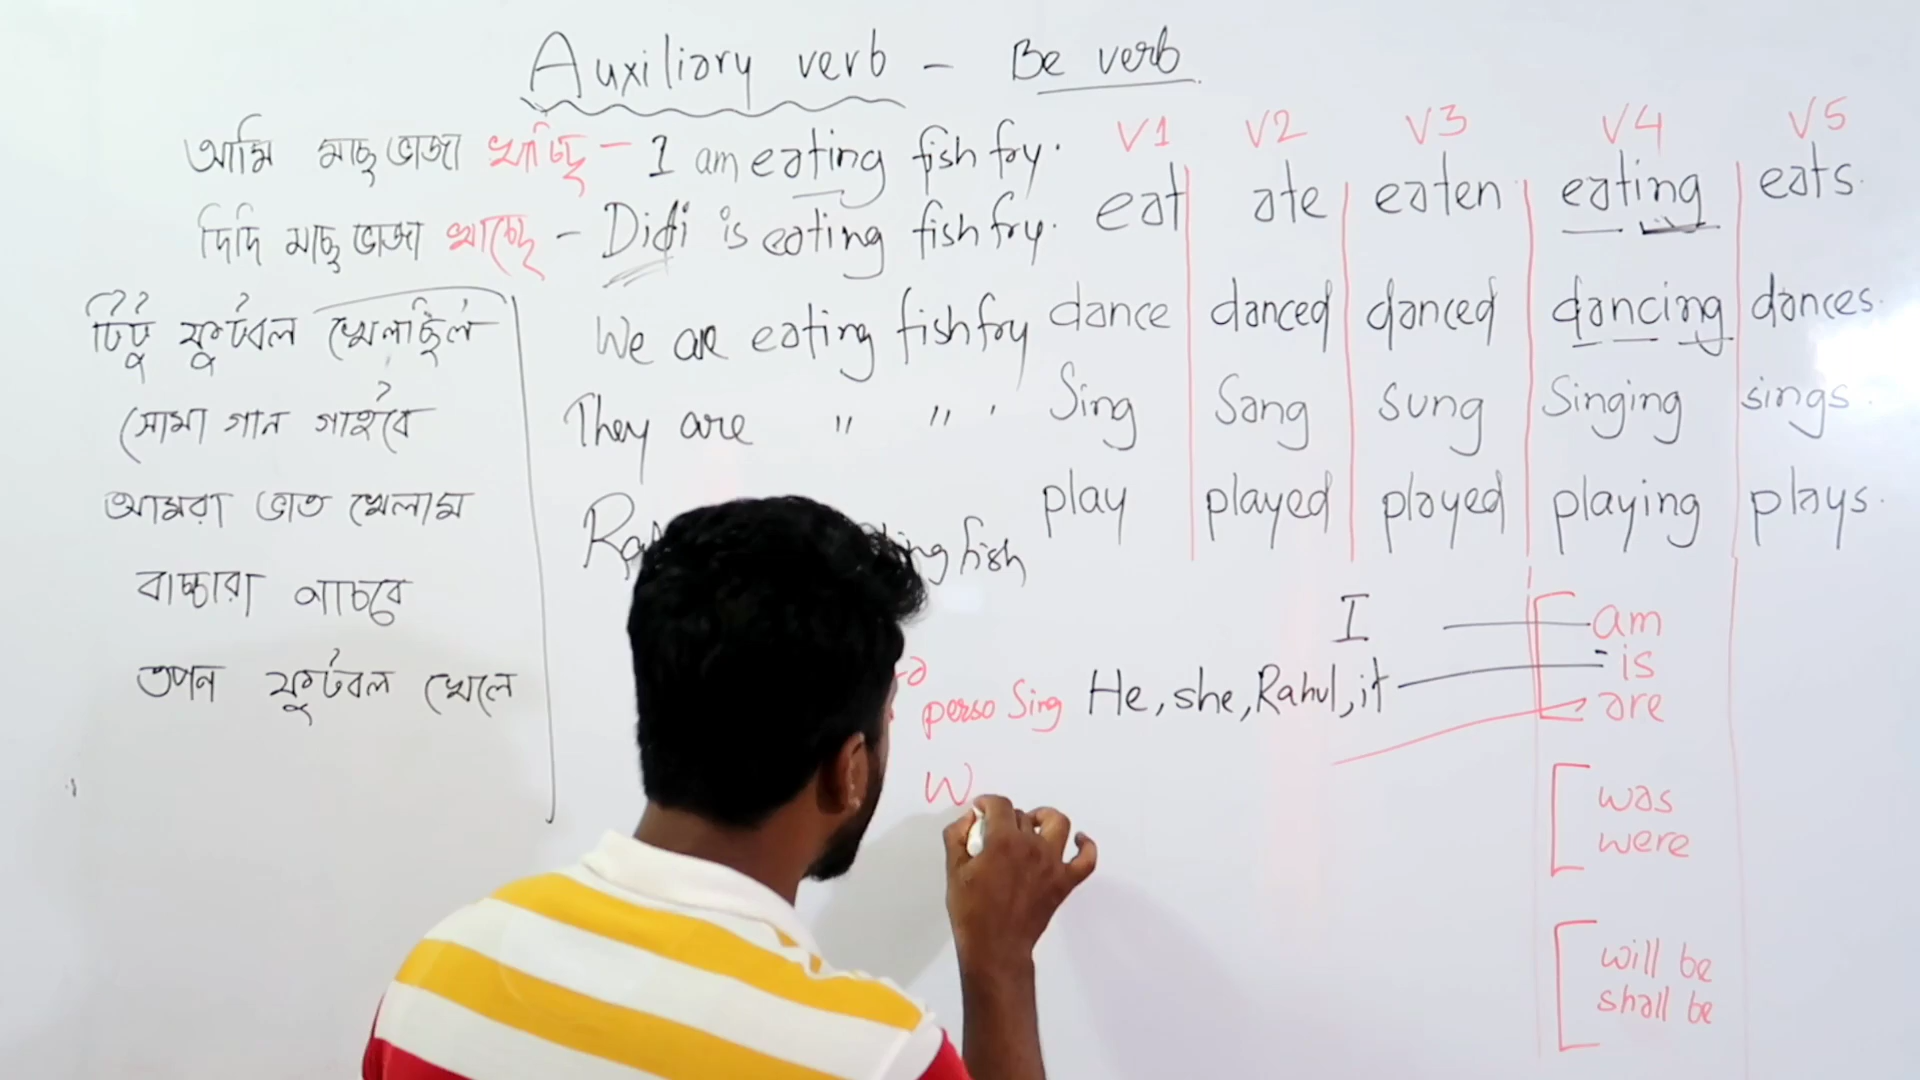 Auxiliary verb - Be verb
আমি মাছ ভাজা খাচ্ছি - I am eating fish fry.
দিদি মাছ ভাজা খাচ্ছে - Didi is eating fish fry.
We are eating fish fry
They are " " '
fish
টিটু ফুটবল খেলছিল
সোমা গান গাইবে
আমরা ভাত খেলাম
বাচ্চারা নাচবে
তপন ফুটবল খেলে
V1 V2 V3 V4 V5
eat ate eaten eating eats.
dance danced danced dancing dances.
Sing Sang sung Singing sings.
play played played playing plays.
I am
perso Sing He, she, Rahul, it is
are
W
was
were
will be
shall be